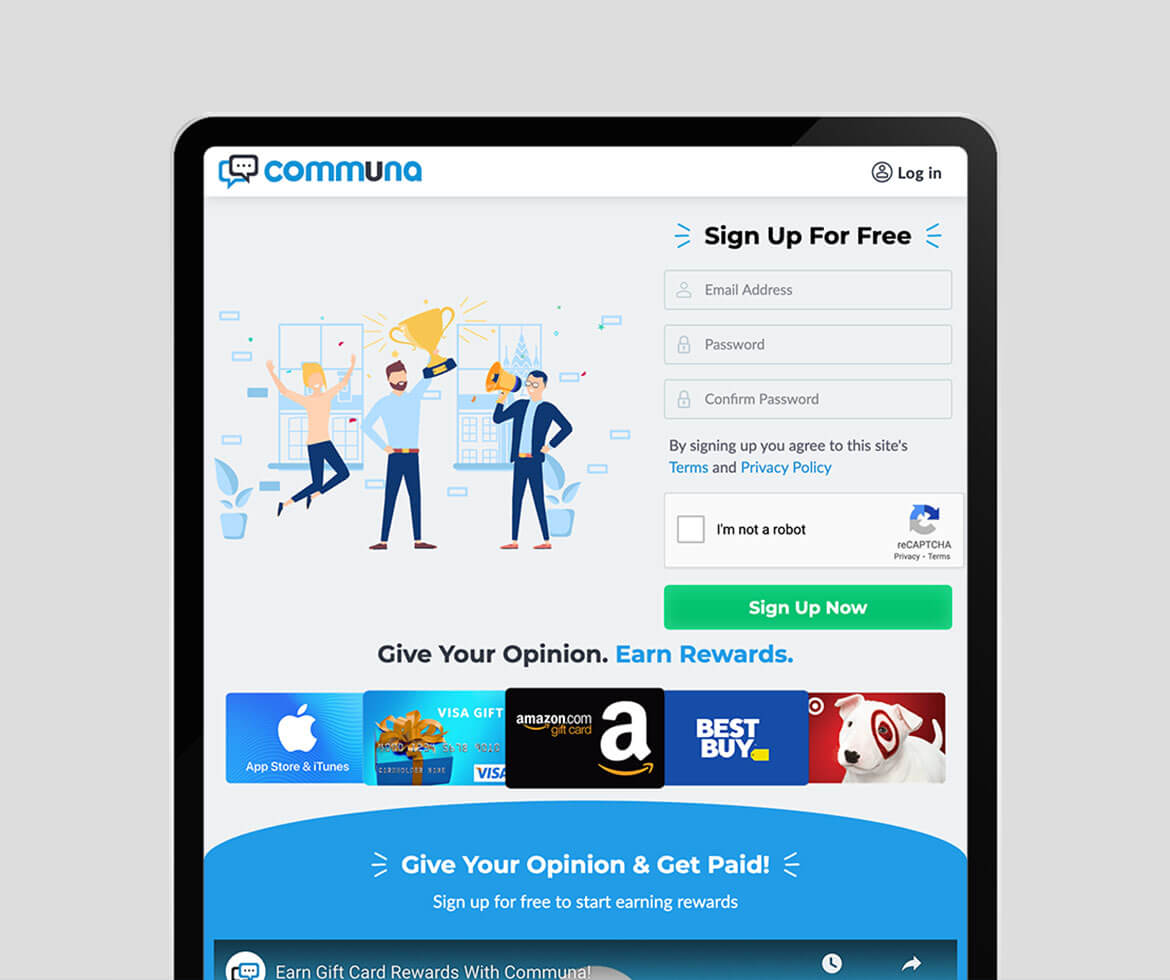 communa
Log in
Sign Up For Free
Email Address
Password
Confirm Password
By signing up you agree to this site's
Terms and Privacy Policy
I'm not a robot
reCAPTCHA
Privacy - Terms
Sign Up Now
Give Your Opinion. Earn Rewards.
App Store & iTunes
VISA GIFT
CARDHOLDER NAME
VISA
amazon.com
gift card
a
BEST
BUY
Give Your Opinion & Get Paid!
Sign up for free to start earning rewards
Earn Gift Card Rewards With Communa!